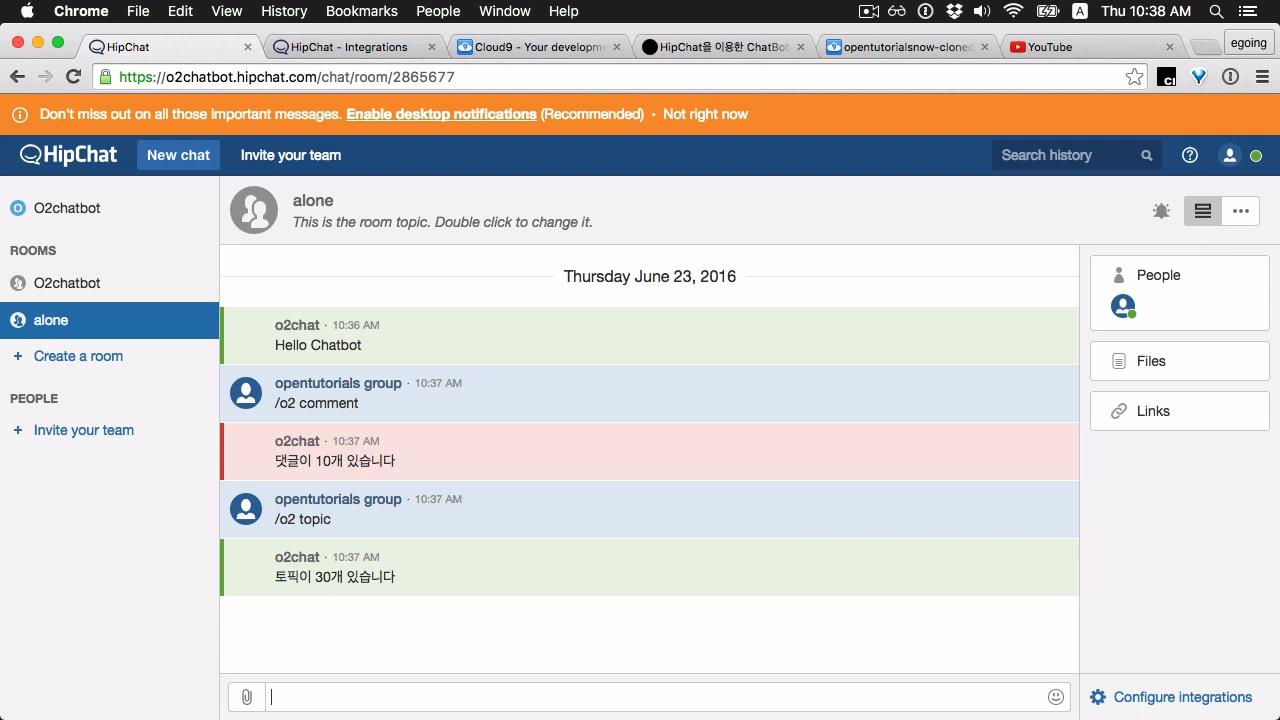 Chrome File Edit View History Bookmarks People Window Help Thu 10:38 AM
HipChat HipChat - Integrations Cloud9 - Your developme HipChat을 이용한 ChatBot opentutorialsnow-cloned YouTube egoing
https://o2chatbot.hipchat.com/chat/room/2865677
Don't miss out on all those important messages. Enable desktop notifications (Recommended) • Not right now
HipChat New chat Invite your team Search history
O2chatbot
ROOMS
O2chatbot
alone
+ Create a room
PEOPLE
+ Invite your team
alone
This is the room topic. Double click to change it.
Thursday June 23, 2016
o2chat · 10:36 AM
Hello Chatbot
opentutorials group · 10:37 AM
/o2 comment
o2chat · 10:37 AM
댓글이 10개 있습니다
opentutorials group · 10:37 AM
/o2 topic
o2chat · 10:37 AM
토픽이 30개 있습니다
People
Files
Links
Configure integrations